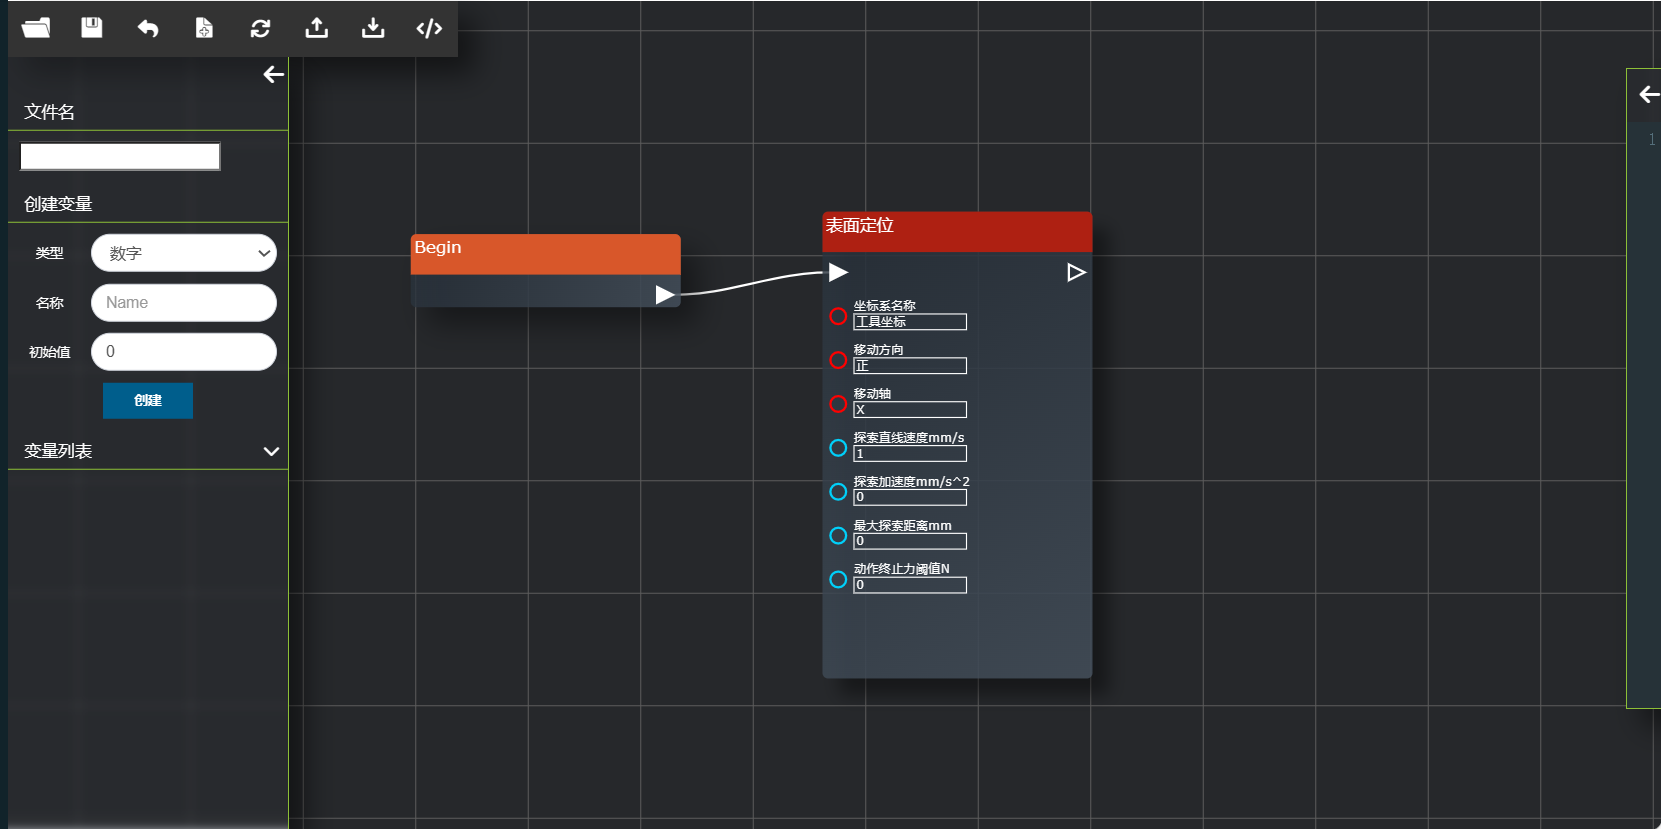 文件名
创建变量
类型
数字
名称
Name
初始值
0
创建
变量列表
Begin
表面定位
坐标系名称
工具坐标
移动方向
正
移动轴
X
探索直线速度mm/s
1
探索加速度mm/s^2
0
最大探索距离mm
0
动作终止力阈值N
0
1